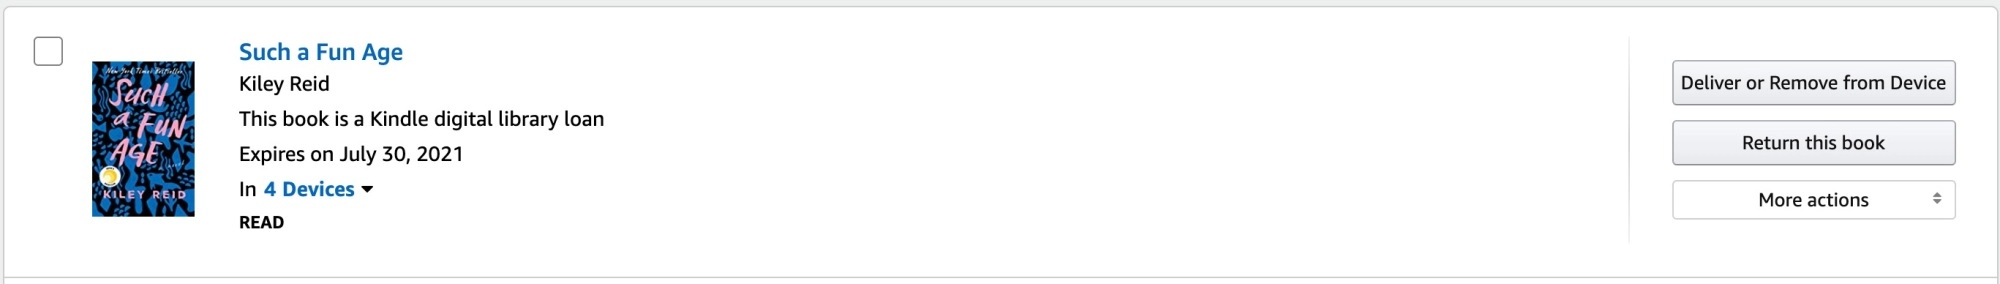 Such a Fun Age
Kiley Reid
This book is a Kindle digital library loan
Expires on July 30, 2021
In 4 Devices
READ
New York Times Bestseller
Such
a FUN
AGE
KILEY REID
Deliver or Remove from Device
Return this book
More actions